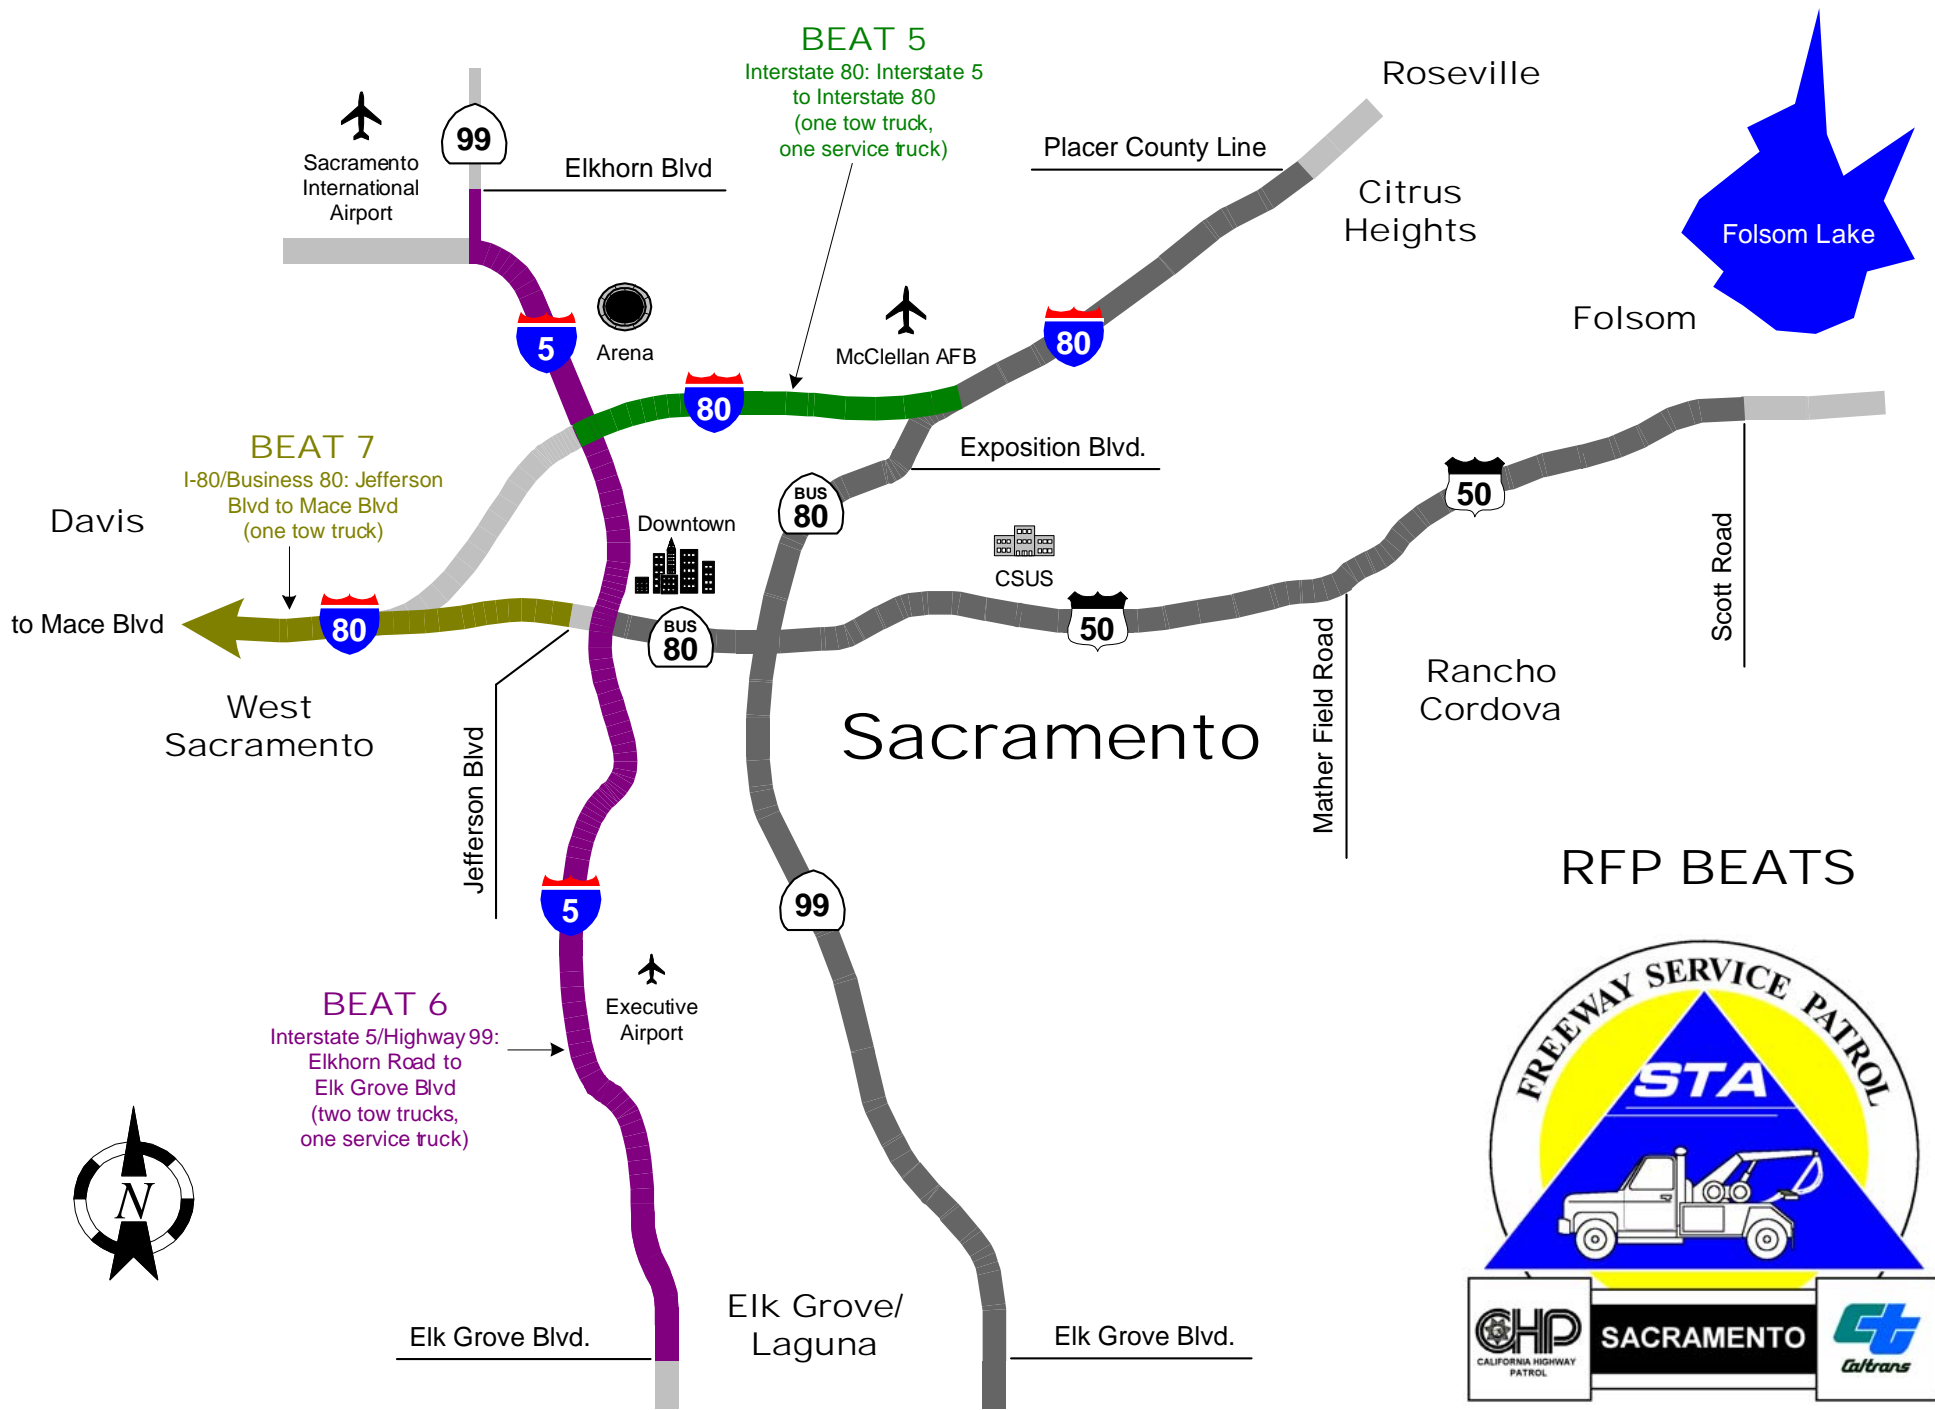 BEAT 5
Interstate 80: Interstate 5
to Interstate 80
(one tow truck,
one service truck)
Roseville
99
Sacramento
International
Airport
Elkhorn Blvd
Placer County Line
Citrus
Heights
Folsom Lake
Folsom
5
Arena
McClellan AFB
80
80
BEAT 7
I-80/Business 80: Jefferson
Blvd to Mace Blvd
(one tow truck)
Davis
Exposition Blvd.
BUS
80
50
Downtown
CSUS
to Mace Blvd
80
BUS
80
50
Scott Road
Mather Field Road
Rancho
Cordova
West
Sacramento
Sacramento
Jefferson Blvd
5
99
RFP BEATS
BEAT 6
Interstate 5/Highway 99:
Elkhorn Road to
Elk Grove Blvd
(two tow trucks,
one service truck)
Executive
Airport
FREEWAY SERVICE PATROL
STA
N
Elk Grove/
Laguna
Elk Grove Blvd.
Elk Grove Blvd.
CHP
CALIFORNIA HIGHWAY
PATROL
SACRAMENTO
Ct
Caltrans